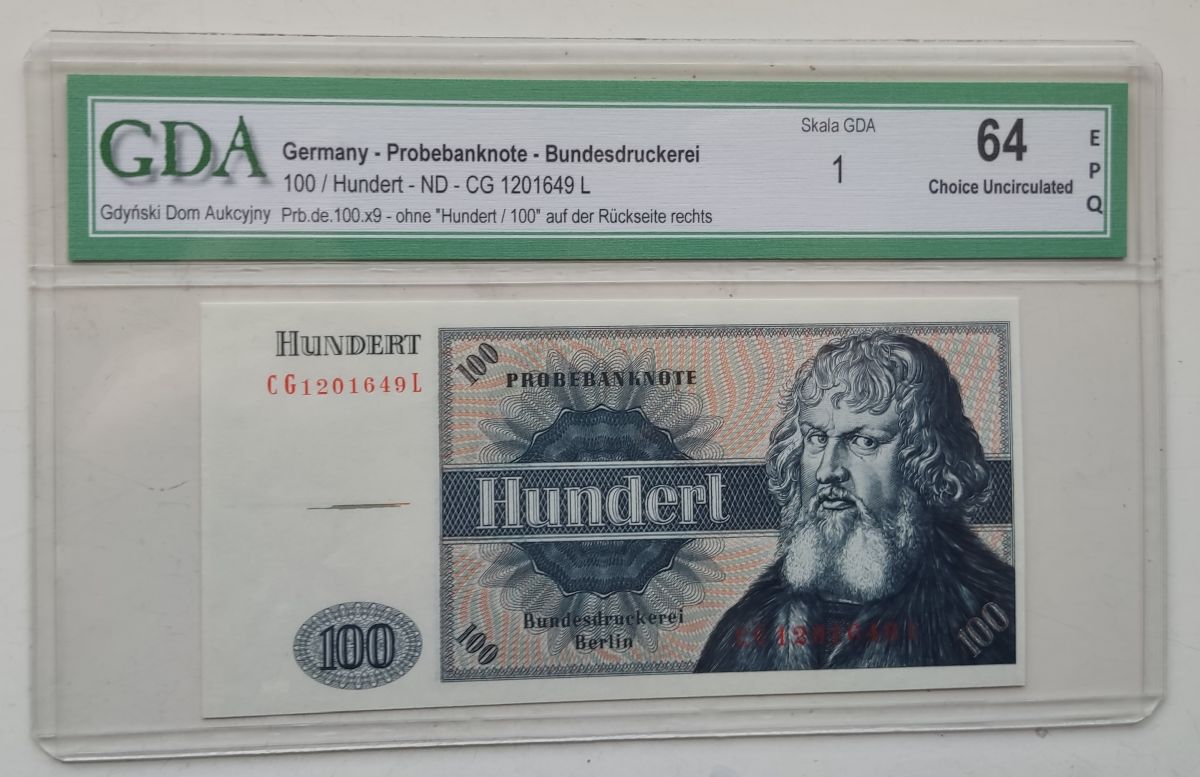 GDA
Gdyński Dom Aukcyjny
Germany - Probebanknote - Bundesdruckerei
100 / Hundert - ND - CG 1201649 L
Prb.de.100.x9 - ohne "Hundert / 100" auf der Rückseite rechts
Skala GDA
1
64
Choice Uncirculated
EPQ
HUNDERT
CG1201649L
100
PROBEBANKNOTE
Hundert
Bundesdruckerei
Berlin
100
100
100
CG1201649L